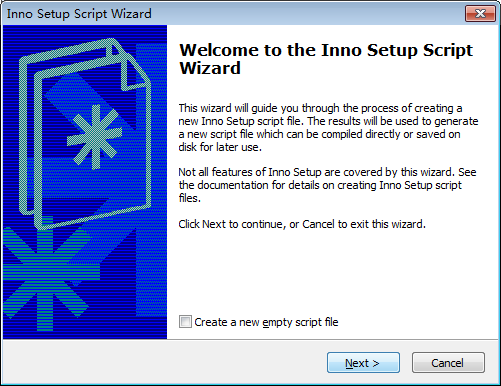 Inno Setup Script Wizard
Welcome to the Inno Setup Script
Wizard
This wizard will guide you through the process of creating a
new Inno Setup script file. The results will be used to generate
a new script file which can be compiled directly or saved on
disk for later use.
Not all features of Inno Setup are covered by this wizard. See
the documentation for details on creating Inno Setup script
files.
Click Next to continue, or Cancel to exit this wizard.
Create a new empty script file
Next >
Cancel